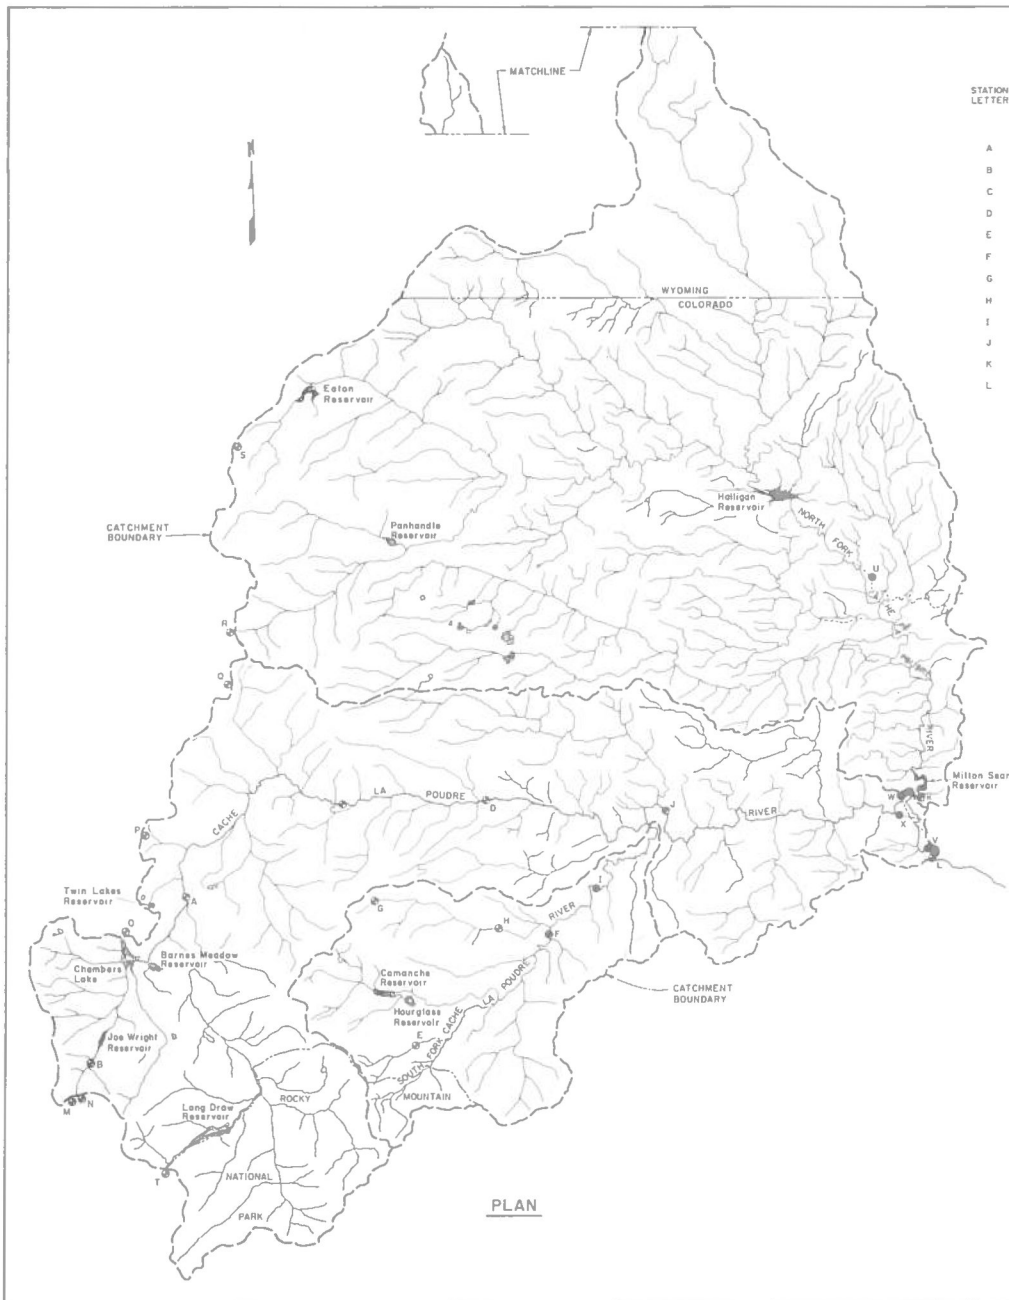 MATCHLINE
STATION
LETTER
N
A
B
C
D
E
F
G
H
I
J
K
L
WYOMING
COLORADO
Eaton
Reservoir
S
Halligan
Reservoir
CATCHMENT
BOUNDARY
Panhandle
Reservoir
NORTH
FORK
U
R
Q
RIVER
Milton Sear
Reservoir
LA
POUDRE
D
J
RIVER
W
K
X
CACHE
P
V
L
Twin Lakes
Reservoir
A
G
I
RIVER
H
F
O
Barnes Meadow
Reservoir
Chambers
Lake
Comanche
Reservoir
LA POUDRE
CATCHMENT
BOUNDARY
Hourglass
Reservoir
Joe Wright
Reservoir
E
B
SOUTH FORK CACHE
M
N
ROCKY
MOUNTAIN
Long Draw
Reservoir
T
NATIONAL
PARK
PLAN